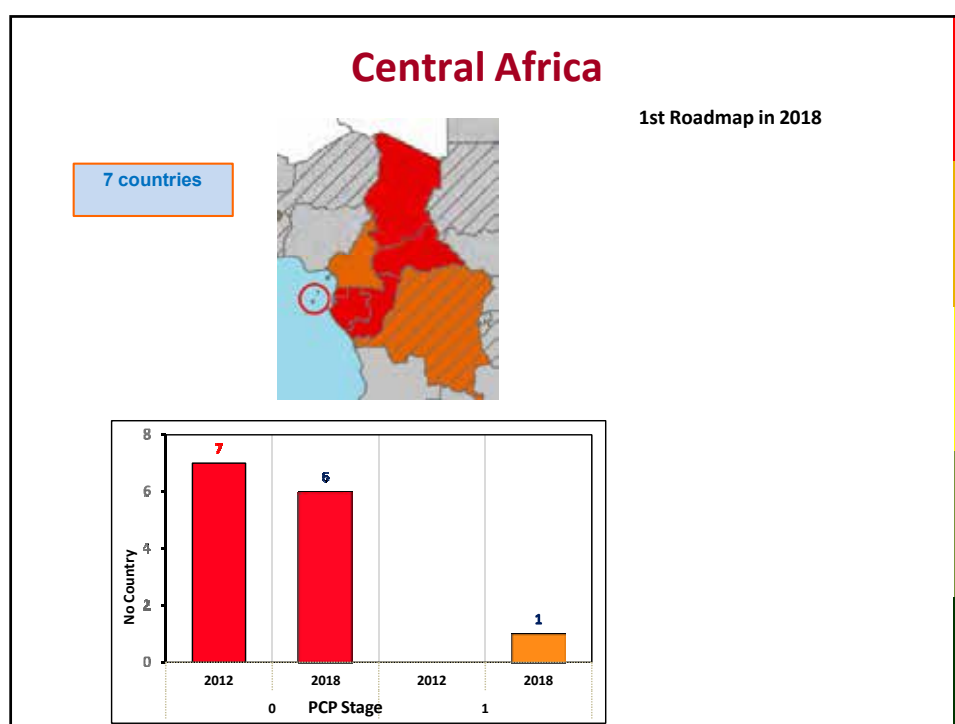 Central Africa
1st Roadmap in 2018
7 countries
8
7
6
6
4
2
0
1
No Country
2012 2018 2012 2018
0 PCP Stage 1